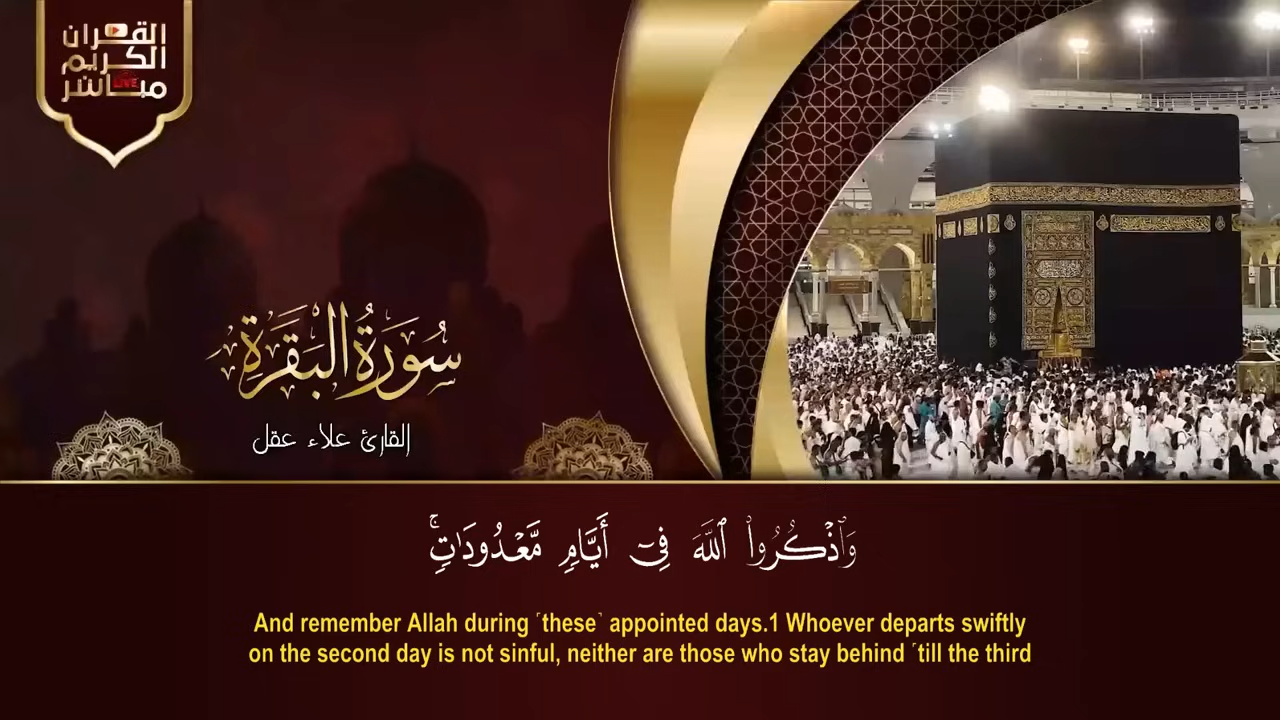 القرآن
الكريم
مباشر
LIVE
سُورَةُ البَقَرَةِ
القارئ علاء عقل
وَٱذْكُرُوا۟ ٱللَّهَ فِىٓ أَيَّامٍ مَّعْدُودَٰتٍ ۚ
And remember Allah during ˹these˺ appointed days.1 Whoever departs swiftly
on the second day is not sinful, neither are those who stay behind ˹till the third